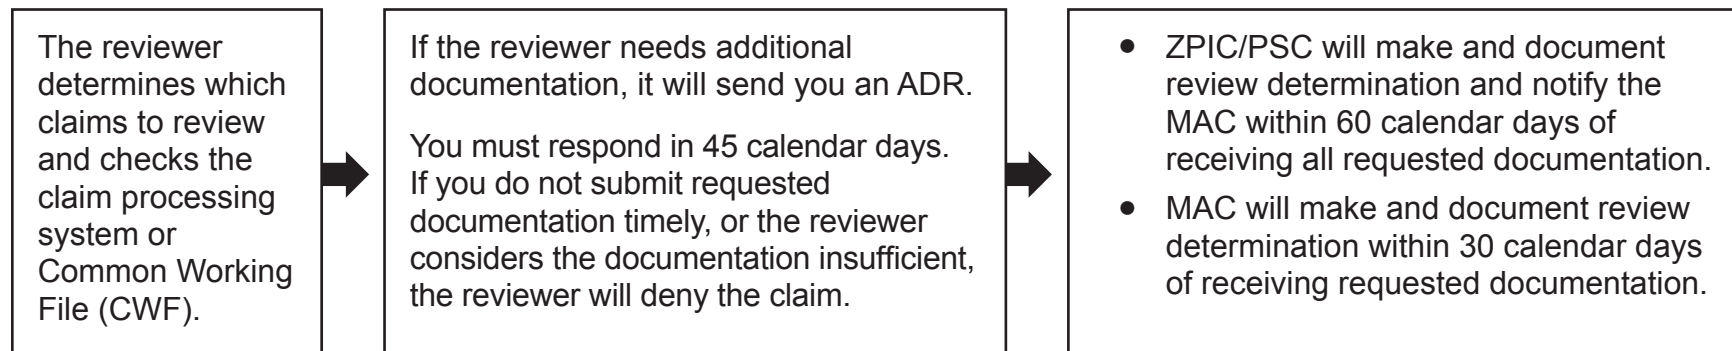 The reviewer
determines which
claims to review
and checks the
claim processing
system or
Common Working
File (CWF).
If the reviewer needs additional
documentation, it will send you an ADR.
You must respond in 45 calendar days.
If you do not submit requested
documentation timely, or the reviewer
considers the documentation insufficient,
the reviewer will deny the claim.
● ZPIC/PSC will make and document
review determination and notify the
MAC within 60 calendar days of
receiving all requested documentation.
● MAC will make and document review
determination within 30 calendar days
of receiving requested documentation.